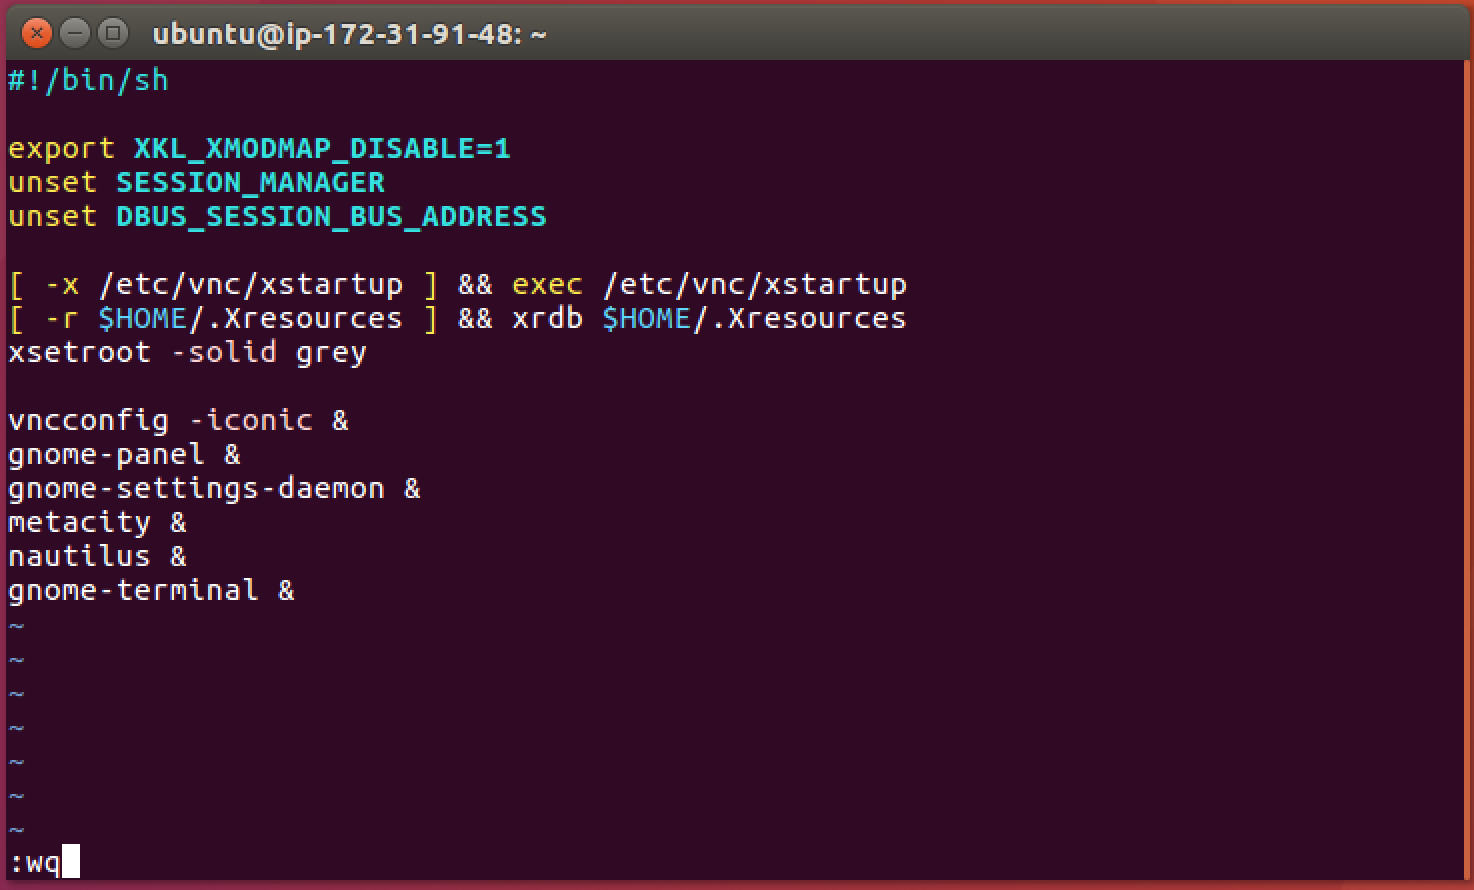 ubuntu@ip-172-31-91-48: ~
#!/bin/sh
export XKL_XMODMAP_DISABLE=1
unset SESSION_MANAGER
unset DBUS_SESSION_BUS_ADDRESS
[ -x /etc/vnc/xstartup ] && exec /etc/vnc/xstartup
[ -r $HOME/.Xresources ] && xrdb $HOME/.Xresources
xsetroot -solid grey
vncconfig -iconic &
gnome-panel &
gnome-settings-daemon &
metacity &
nautilus &
gnome-terminal &
~
~
~
~
~
~
~
:wq